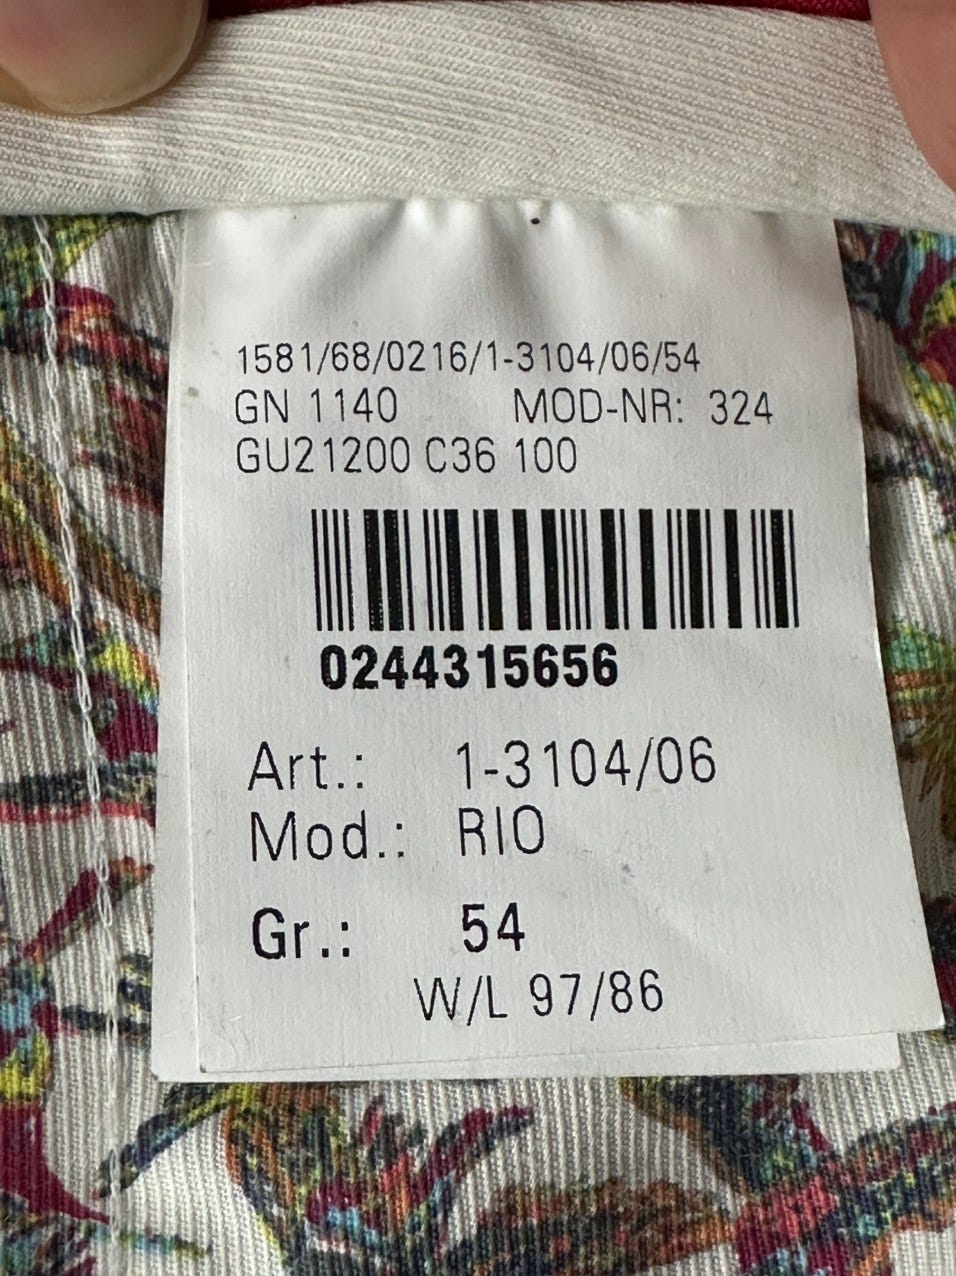 1581/68/0216/1-3104/06/54
GN 1140 MOD-NR: 324
GU21200 C36 100
0244315656
Art.: 1-3104/06
Mod.: RIO
Gr.: 54
W/L 97/86